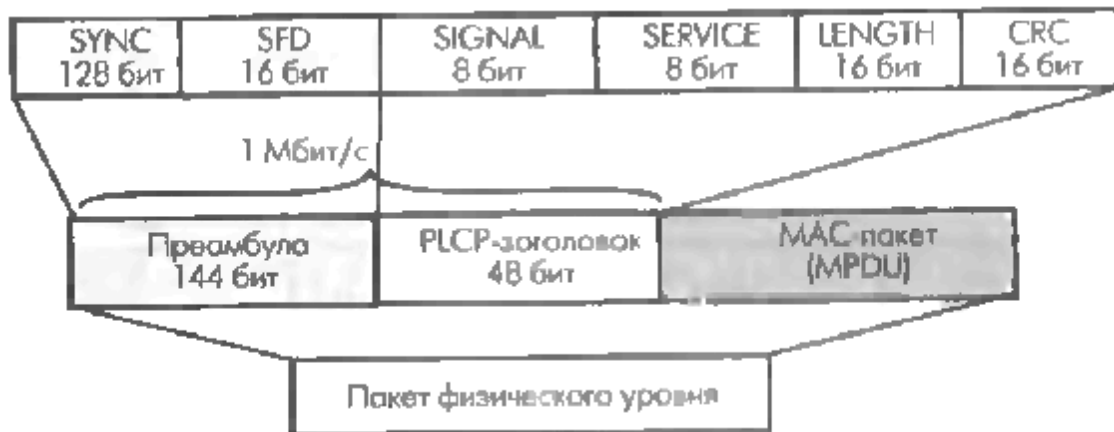 SYNC
128 бит
SFD
16 бит
SIGNAL
8 бит
SERVICE
8 бит
LENGTH
16 бит
CRC
16 бит
1 Мбит/с
Преамбула
144 бит
PLCP-заголовок
48 бит
МАС-пакет
(MPDU)
Пакет физического уровня